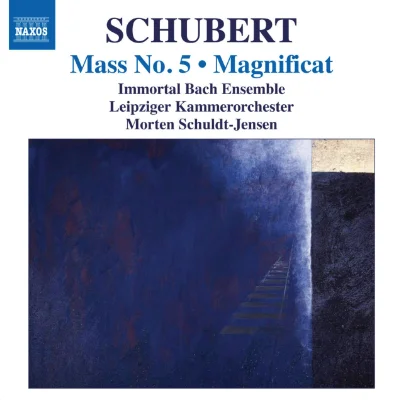 NAXOS
SCHUBERT
Mass No. 5 • Magnificat
Immortal Bach Ensemble
Leipziger Kammerorchester
Morten Schuldt-Jensen